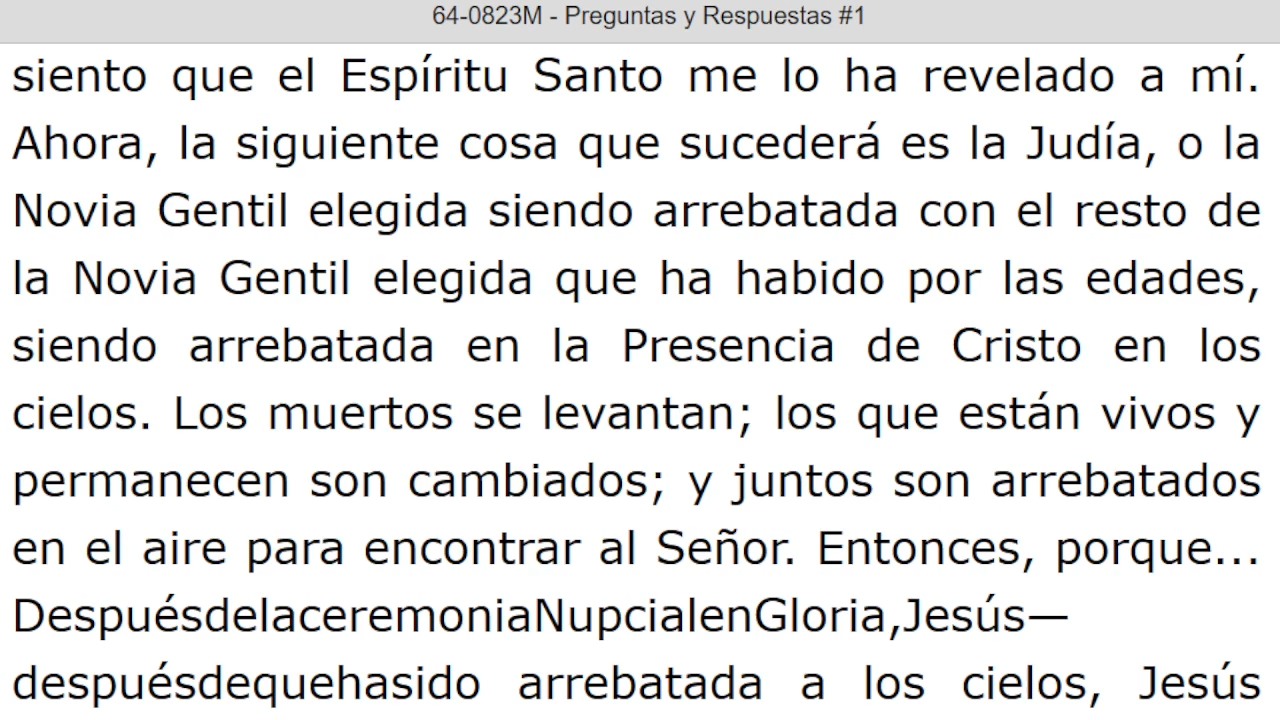 64-0823M - Preguntas y Respuestas #1
siento que el Espíritu Santo me lo ha revelado a mí.
Ahora, la siguiente cosa que sucederá es la Judía, o la
Novia Gentil elegida siendo arrebatada con el resto de
la Novia Gentil elegida que ha habido por las edades,
siendo arrebatada en la Presencia de Cristo en los
cielos. Los muertos se levantan; los que están vivos y
permanecen son cambiados; y juntos son arrebatados
en el aire para encontrar al Señor. Entonces, porque...
DespuésdelaceremoniaNupcialenGloria,Jesús—
despuésdequehasido arrebatada a los cielos, Jesús